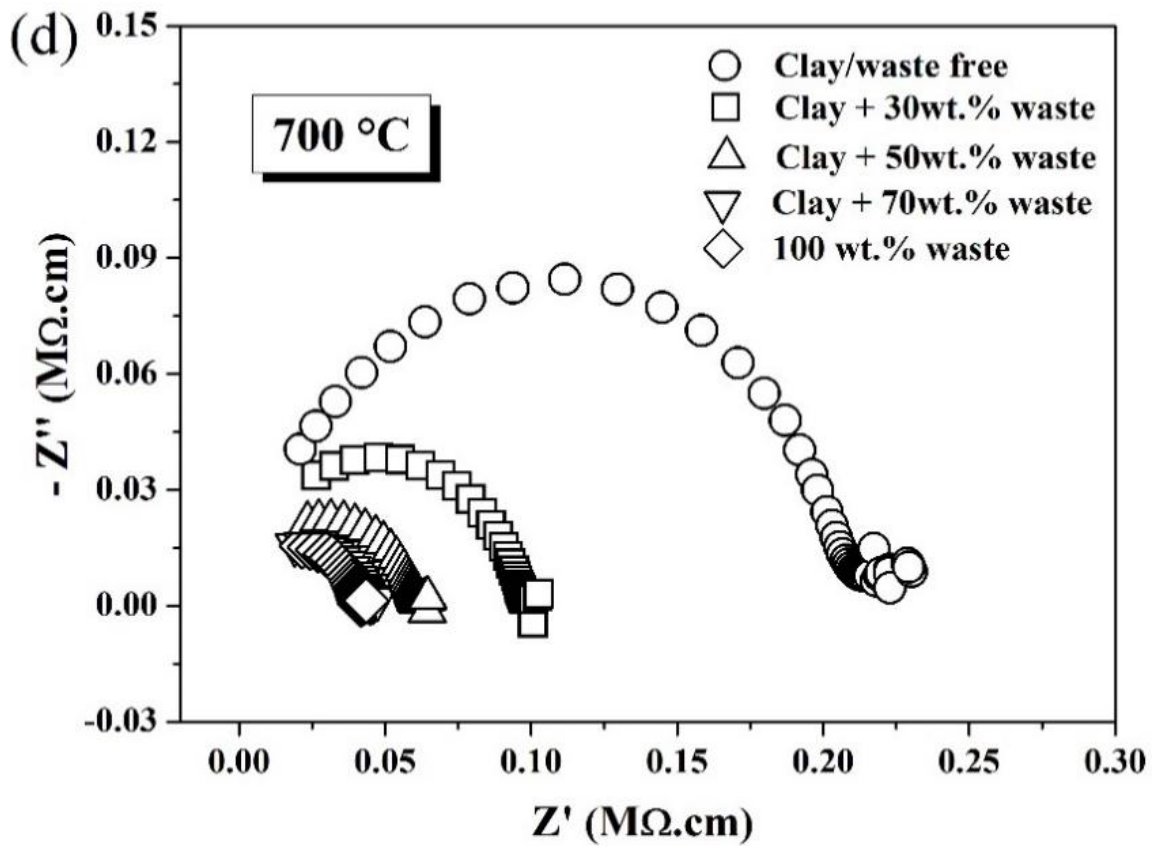 (d)
0.15
0.12
0.09
0.06
0.03
0.00
-0.03
- Z'' (MΩ.cm)
700 °C
Clay/waste free
Clay + 30wt.% waste
Clay + 50wt.% waste
Clay + 70wt.% waste
100 wt.% waste
0.00 0.05 0.10 0.15 0.20 0.25 0.30
Z' (MΩ.cm)